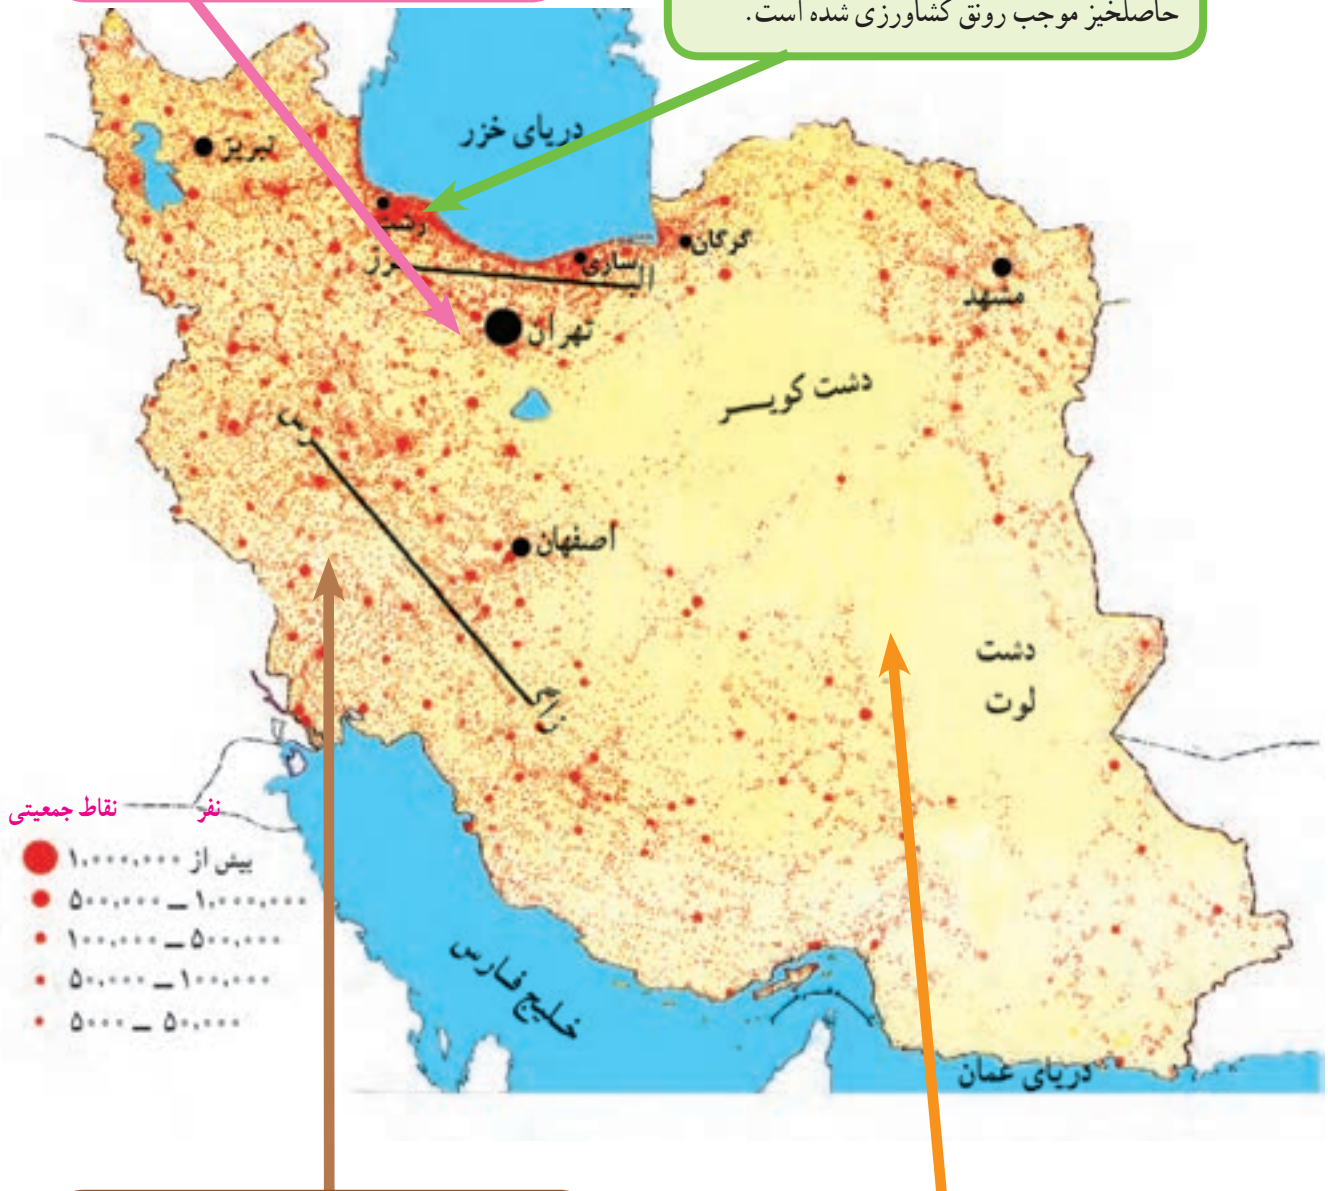 حاصلخیز موجب رونق کشاورزی شده است.
دریای خزر
تبریز
رشت
ساری
گرگان
البرز
مشهد
تهران
دشت کویر
زاگرس
اصفهان
دشت
لوت
نقاط جمعیتی نفر
بیش از ۱،۰۰۰،۰۰۰
۵۰۰،۰۰۰ – ۱،۰۰۰،۰۰۰
۱۰۰،۰۰۰ – ۵۰۰،۰۰۰
۵۰،۰۰۰ – ۱۰۰،۰۰۰
۵۰۰۰ – ۵۰،۰۰۰
خلیج فارس
دریای عمان